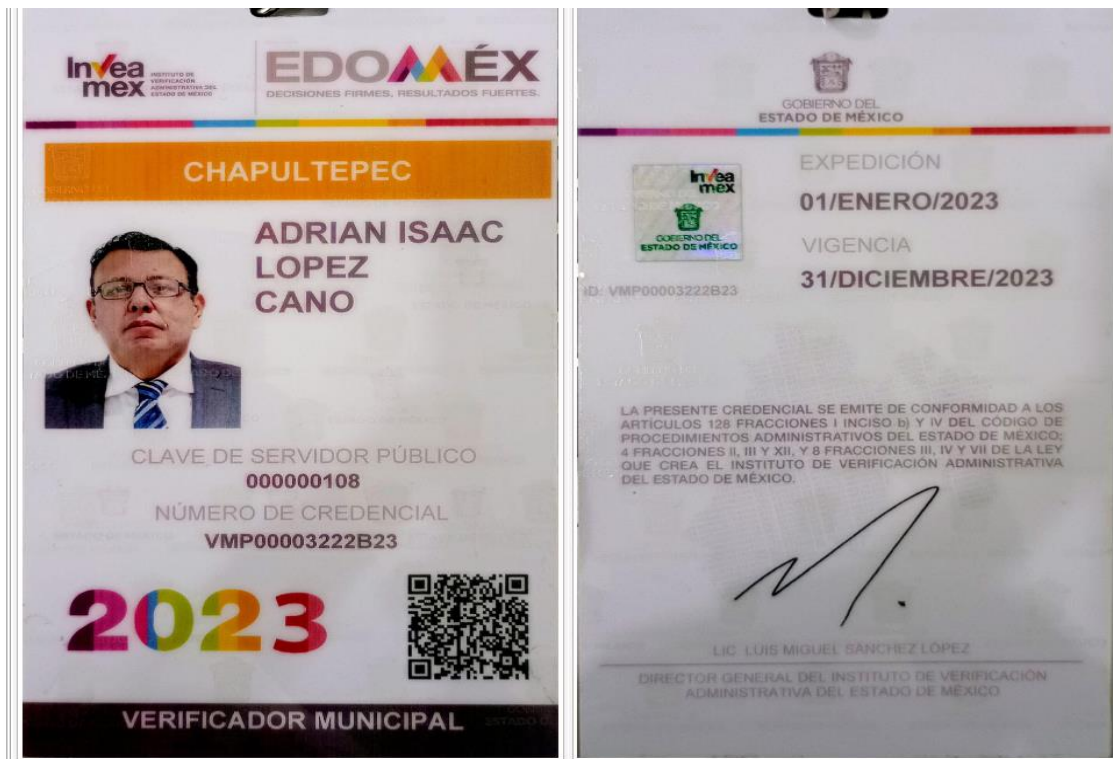 Invea
mex
INSTITUTO DE
VERIFICACIÓN
ADMINISTRATIVA DEL
ESTADO DE MÉXICO
EDOMÉX
DECISIONES FIRMES, RESULTADOS FUERTES.
CHAPULTEPEC
ADRIAN ISAAC
LOPEZ
CANO
CLAVE DE SERVIDOR PÚBLICO
000000108
NÚMERO DE CREDENCIAL
VMP00003222B23
2023
VERIFICADOR MUNICIPAL
GOBIERNO DEL
ESTADO DE MÉXICO
Invea
mex
GOBIERNO DEL
ESTADO DE MÉXICO
ID: VMP00003222B23
EXPEDICIÓN
01/ENERO/2023
VIGENCIA
31/DICIEMBRE/2023
LA PRESENTE CREDENCIAL SE EMITE DE CONFORMIDAD A LOS
ARTÍCULOS 128 FRACCIONES I INCISO b) Y IV DEL CÓDIGO DE
PROCEDIMIENTOS ADMINISTRATIVOS DEL ESTADO DE MÉXICO;
4 FRACCIONES II, III Y XII, Y 8 FRACCIONES III, IV Y VII DE LA LEY
QUE CREA EL INSTITUTO DE VERIFICACIÓN ADMINISTRATIVA
DEL ESTADO DE MÉXICO.
LIC. LUIS MIGUEL SÁNCHEZ LÓPEZ
DIRECTOR GENERAL DEL INSTITUTO DE VERIFICACIÓN
ADMINISTRATIVA DEL ESTADO DE MÉXICO